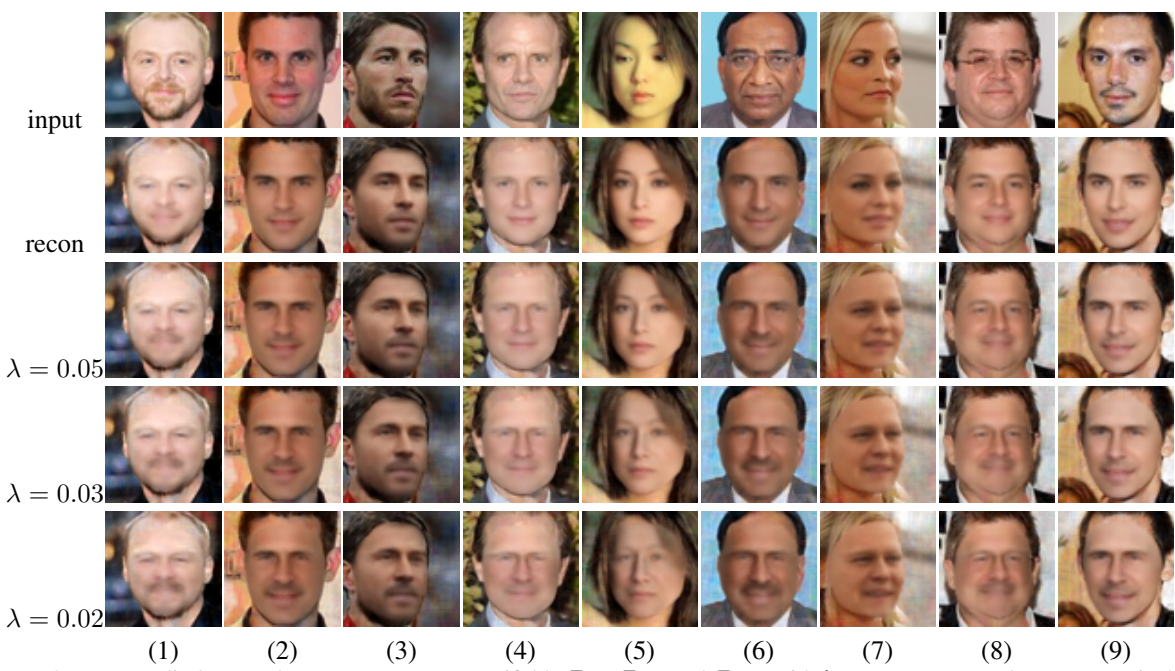 input
recon
λ = 0.05
λ = 0.03
λ = 0.02
(1) (2) (3) (4) (5) (6) (7) (8) (9)